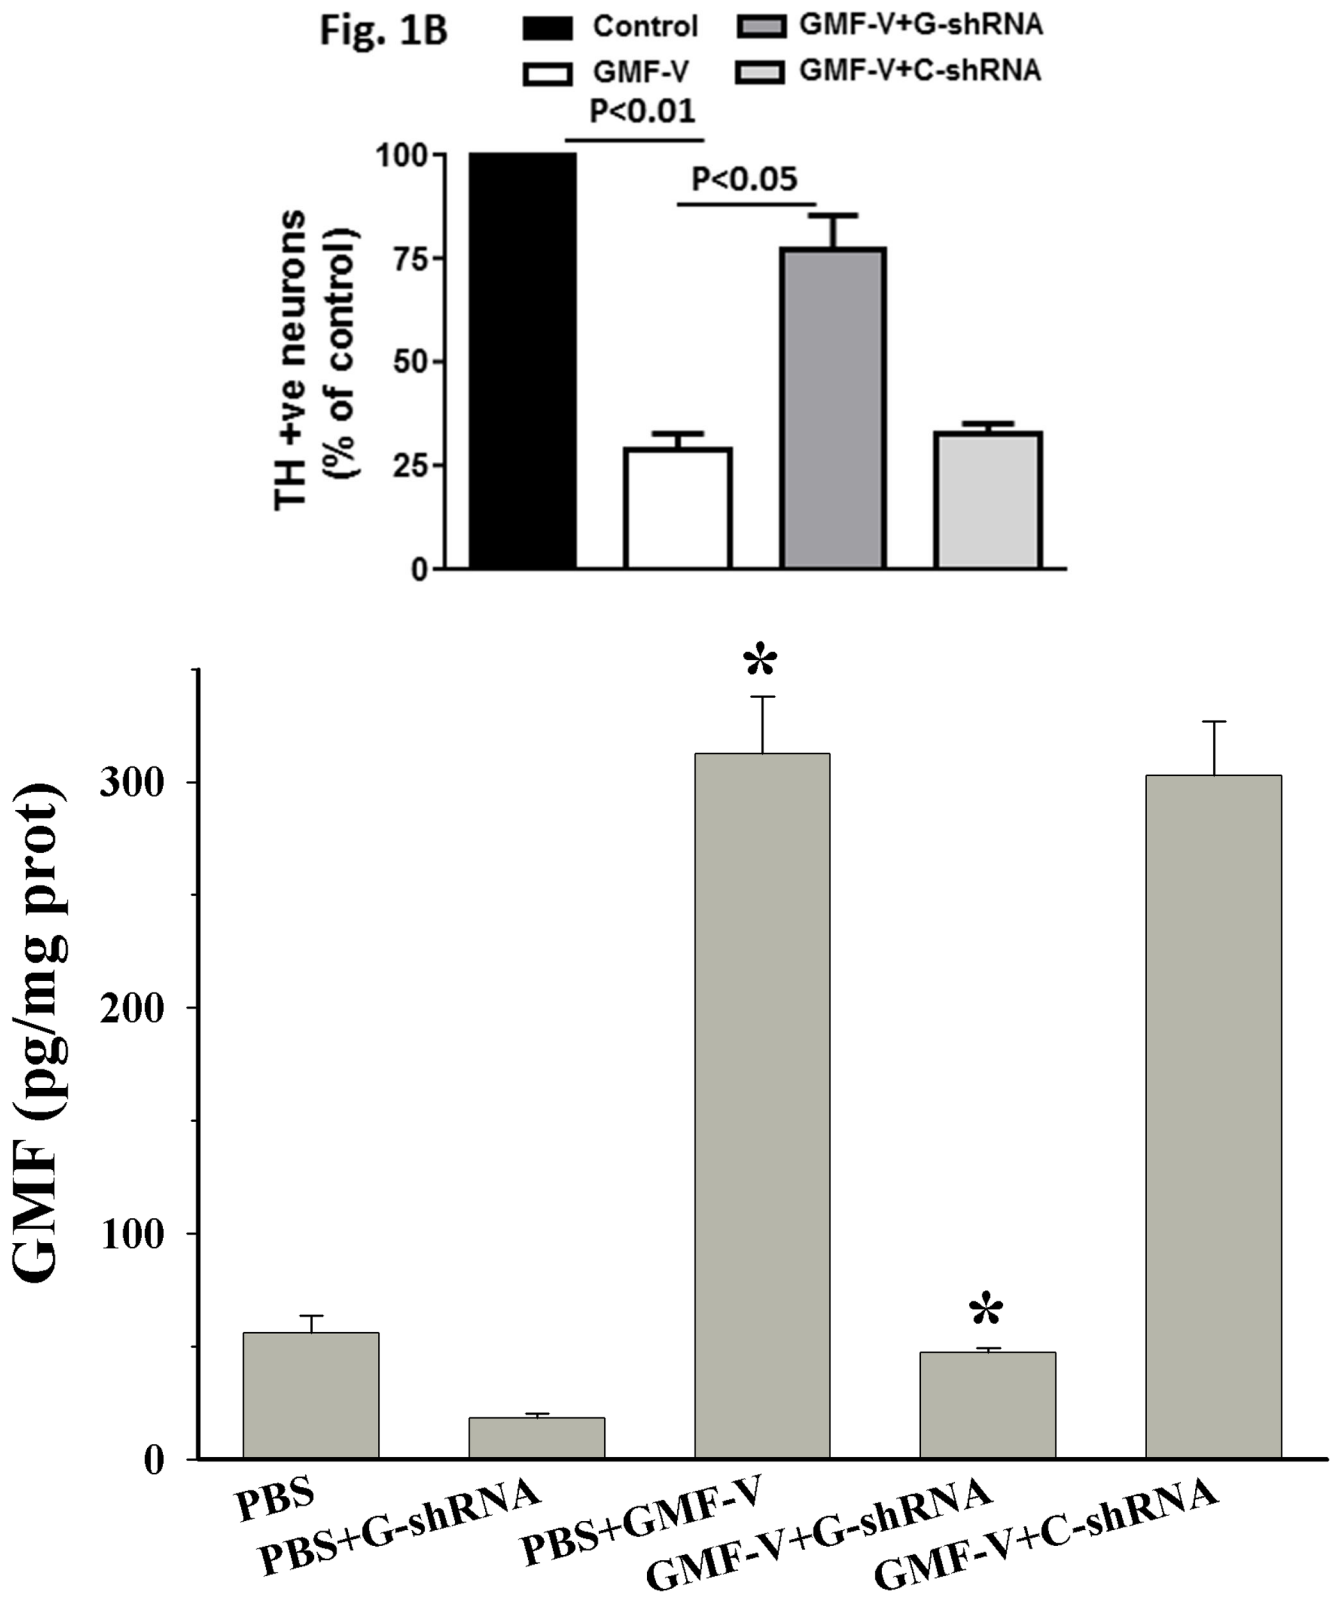 Fig. 1B
Control
GMF-V+G-shRNA
GMF-V
GMF-V+C-shRNA
P<0.01
P<0.05
TH +ve neurons
(% of control)
100
75
50
25
0
*
*
GMF (pg/mg prot)
300
200
100
0
PBS
PBS+G-shRNA
PBS+GMF-V
GMF-V+G-shRNA
GMF-V+C-shRNA